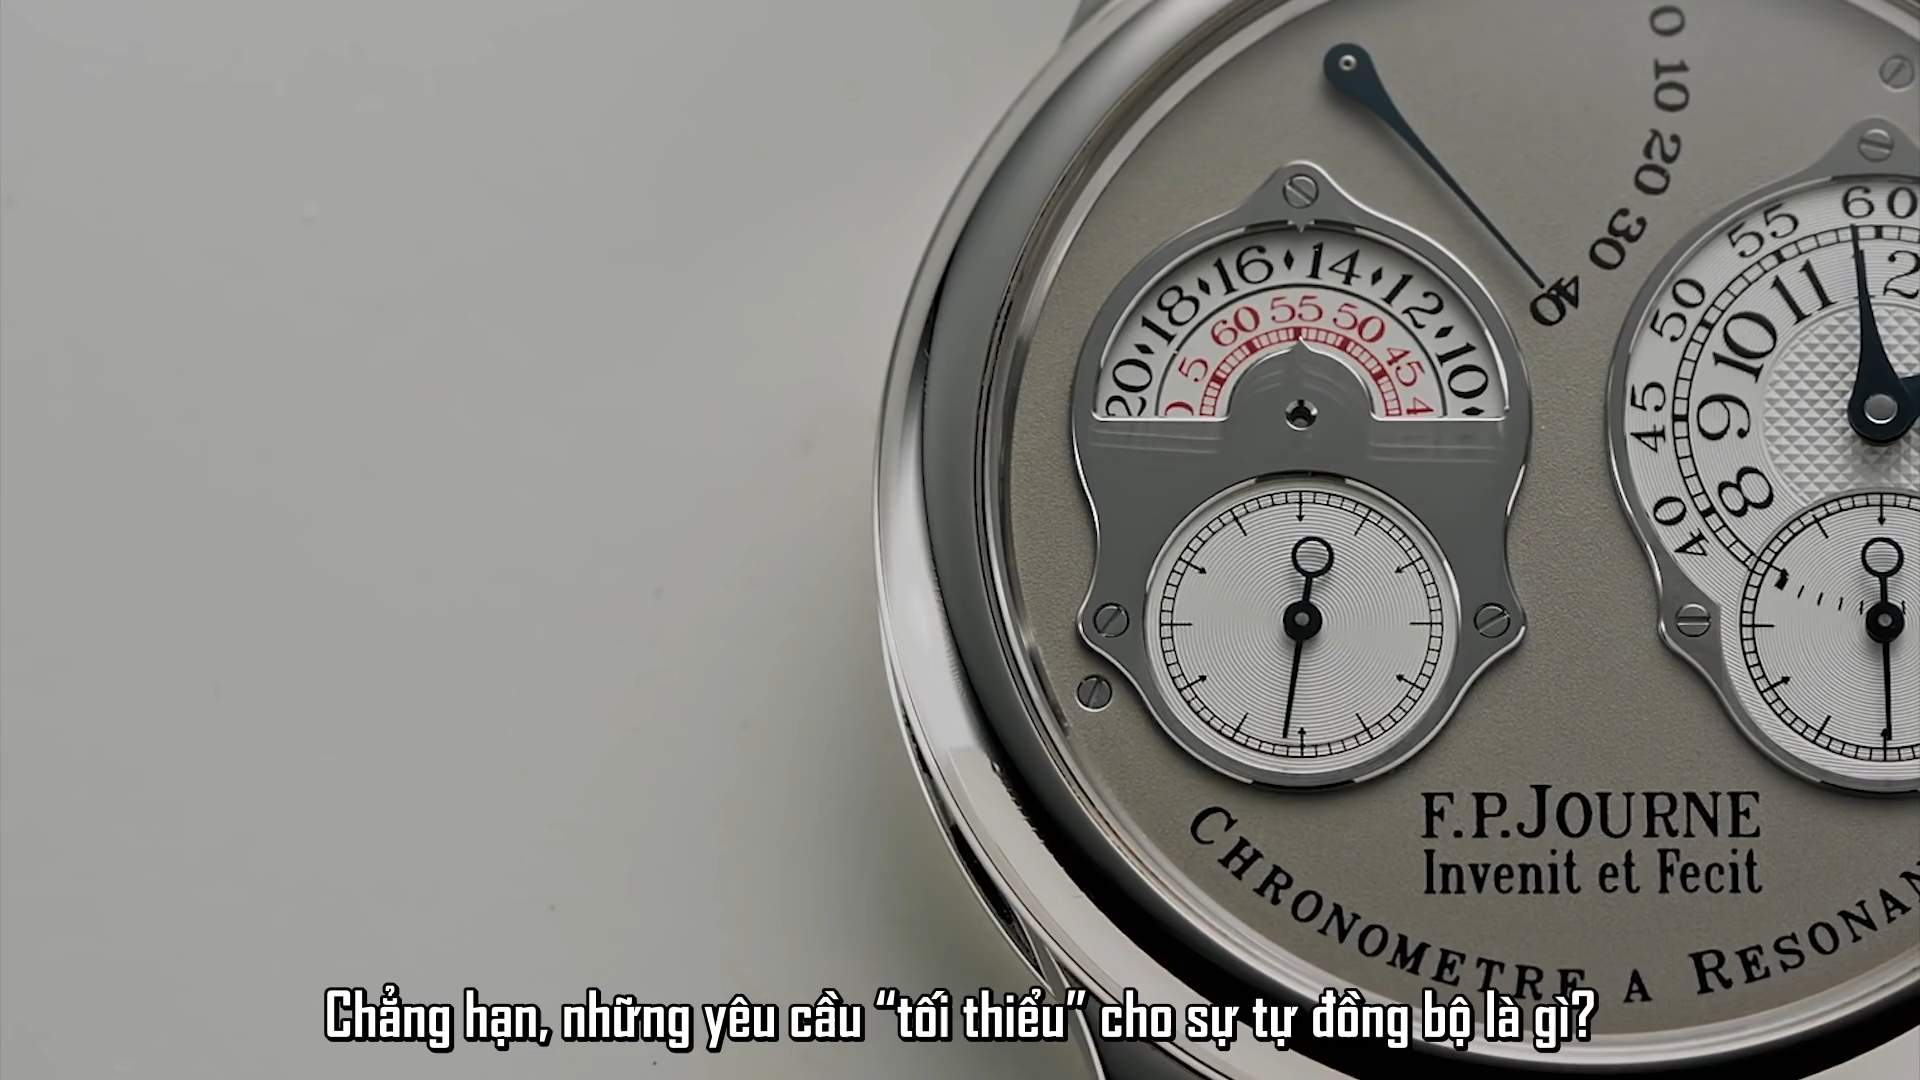 0 10 20 30 40
20 18 16 14 12 10
5 60 55 50 45
40 45 50 55 60
8 9 10 11
F.P.JOURNE
Invenit et Fecit
CHRONOMETRE A RESONAN
Chẳng hạn, những yêu cầu “tối thiểu” cho sự tự đồng bộ là gì?